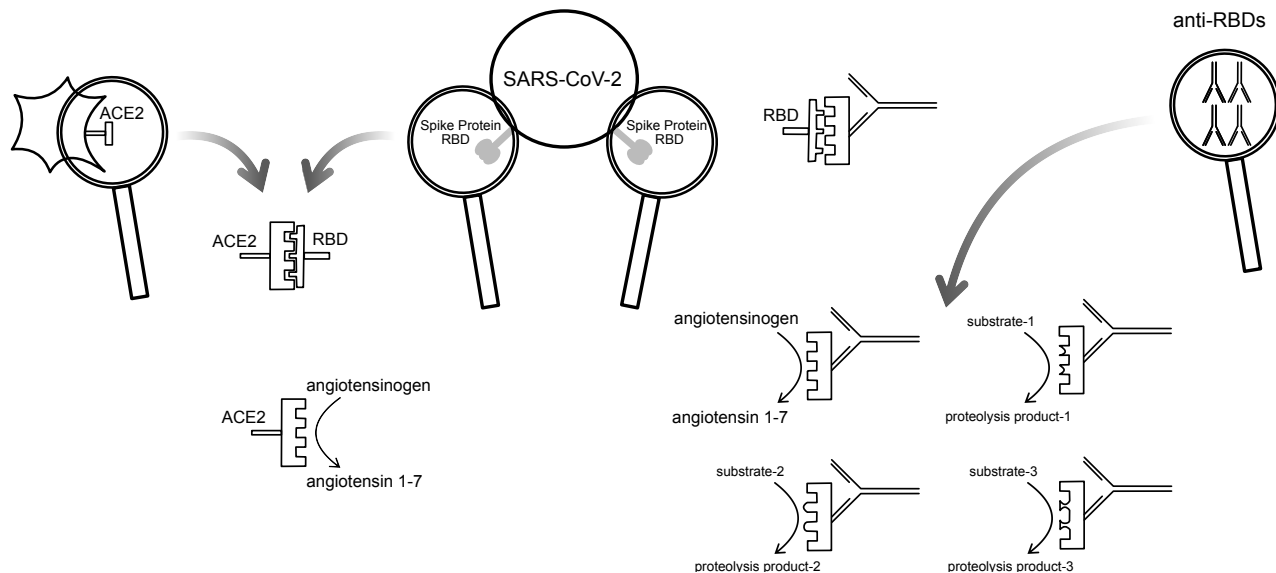 anti-RBDs
SARS-CoV-2
ACE2
Spike Protein
RBD
Spike Protein
RBD
RBD
ACE2
RBD
angiotensinogen
angiotensin 1-7
substrate-1
proteolysis product-1
ACE2
angiotensinogen
angiotensin 1-7
substrate-2
proteolysis product-2
substrate-3
proteolysis product-3